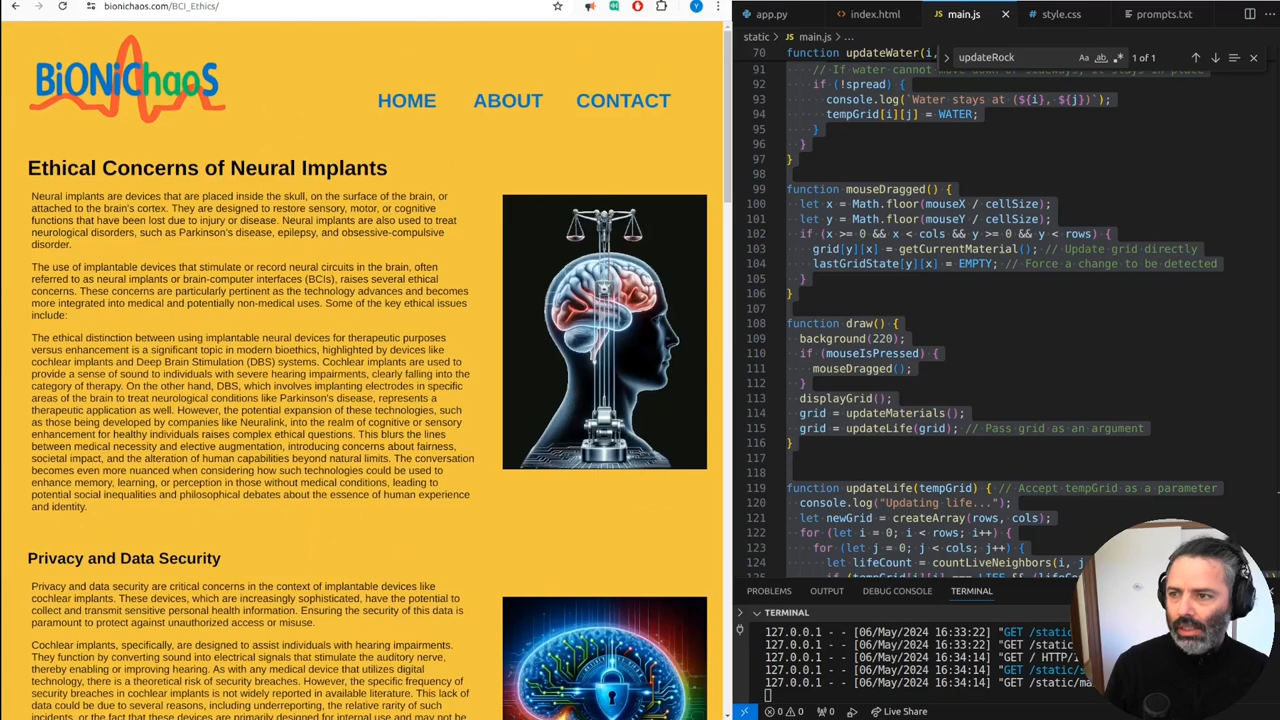 bionichaos.com/BCI_Ethics/
Y
BiONiChaoS
HOME ABOUT CONTACT
Ethical Concerns of Neural Implants
Neural implants are devices that are placed inside the skull, on the surface of the brain, or
attached to the brain's cortex. They are designed to restore sensory, motor, or cognitive
functions that have been lost due to injury or disease. Neural implants are also used to treat
neurological disorders, such as Parkinson's disease, epilepsy, and obsessive-compulsive
disorder.
The use of implantable devices that stimulate or record neural circuits in the brain, often
referred to as neural implants or brain-computer interfaces (BCIs), raises several ethical
concerns. These concerns are particularly pertinent as the technology advances and becomes
more integrated into medical and potentially non-medical uses. Some of the key ethical issues
include:
The ethical distinction between using implantable neural devices for therapeutic purposes
versus enhancement is a significant topic in modern bioethics, highlighted by devices like
cochlear implants and Deep Brain Stimulation (DBS) systems. Cochlear implants are used to
provide a sense of sound to individuals with severe hearing impairments, clearly falling into the
category of therapy. On the other hand, DBS, which involves implanting electrodes in specific
areas of the brain to treat neurological conditions like Parkinson's disease, represents a
therapeutic application as well. However, the potential expansion of these technologies, such
as those being developed by companies like Neuralink, into the realm of cognitive or sensory
enhancement for healthy individuals raises complex ethical questions. This blurs the lines
between medical necessity and elective augmentation, introducing concerns about fairness,
societal impact, and the alteration of human capabilities beyond natural limits. The conversation
becomes even more nuanced when considering how such technologies could be used to
enhance memory, learning, or perception in those without medical conditions, leading to
potential social inequalities and philosophical debates about the essence of human experience
and identity.
Privacy and Data Security
Privacy and data security are critical concerns in the context of implantable devices like
cochlear implants. These devices, which are increasingly sophisticated, have the potential to
collect and transmit sensitive personal health information. Ensuring the security of this data is
paramount to protect against unauthorized access or misuse.
Cochlear implants, specifically, are designed to assist individuals with hearing impairments.
They function by converting sound into electrical signals that stimulate the auditory nerve,
thereby enabling or improving hearing. As with any medical device that utilizes digital
technology, there is a theoretical risk of security breaches. However, the specific frequency of
security breaches in cochlear implants is not widely reported in available literature. This lack of
data could be due to several reasons, including underreporting, the relative rarity of such
incidents, or the fact that these devices are primarily designed for internal use and may not be
app.py index.html main.js style.css prompts.txt
static > main.js > ...
updateRock Aa ab 1 of 1
70 function updateWater(i,
91 // If water cannot move down or sideways, it stays in place
92 if (!spread) {
93 console.log(`Water stays at (${i}, ${j})`);
94 tempGrid[i][j] = WATER;
95 }
96 }
97 }
98
99 function mouseDragged() {
100 let x = Math.floor(mouseX / cellSize);
101 let y = Math.floor(mouseY / cellSize);
102 if (x >= 0 && x < cols && y >= 0 && y < rows) {
103 grid[y][x] = getCurrentMaterial(); // Update grid directly
104 lastGridState[y][x] = EMPTY; // Force a change to be detected
105 }
106 }
107
108 function draw() {
109 background(220);
110 if (mouseIsPressed) {
111 mouseDragged();
112 }
113 displayGrid();
114 grid = updateMaterials();
115 grid = updateLife(grid); // Pass grid as an argument
116 }
117
118
119 function updateLife(tempGrid) { // Accept tempGrid as a parameter
120 console.log("Updating life...");
121 let newGrid = createArray(rows, cols);
122 for (let i = 0; i < rows; i++) {
123 for (let j = 0; j < cols; j++) {
124 let lifeCount = countLiveNeighbors(i, j
125
PROBLEMS OUTPUT DEBUG CONSOLE TERMINAL
TERMINAL
127.0.0.1 - - [06/May/2024 16:33:22] "GET /static
127.0.0.1 - - [06/May/2024 16:33:22] "GET /static
127.0.0.1 - - [06/May/2024 16:34:14] "GET / HTTP/1
127.0.0.1 - - [06/May/2024 16:34:14] "GET /static/s
127.0.0.1 - - [06/May/2024 16:34:14] "GET /static/ma
0 0 0 Live Share